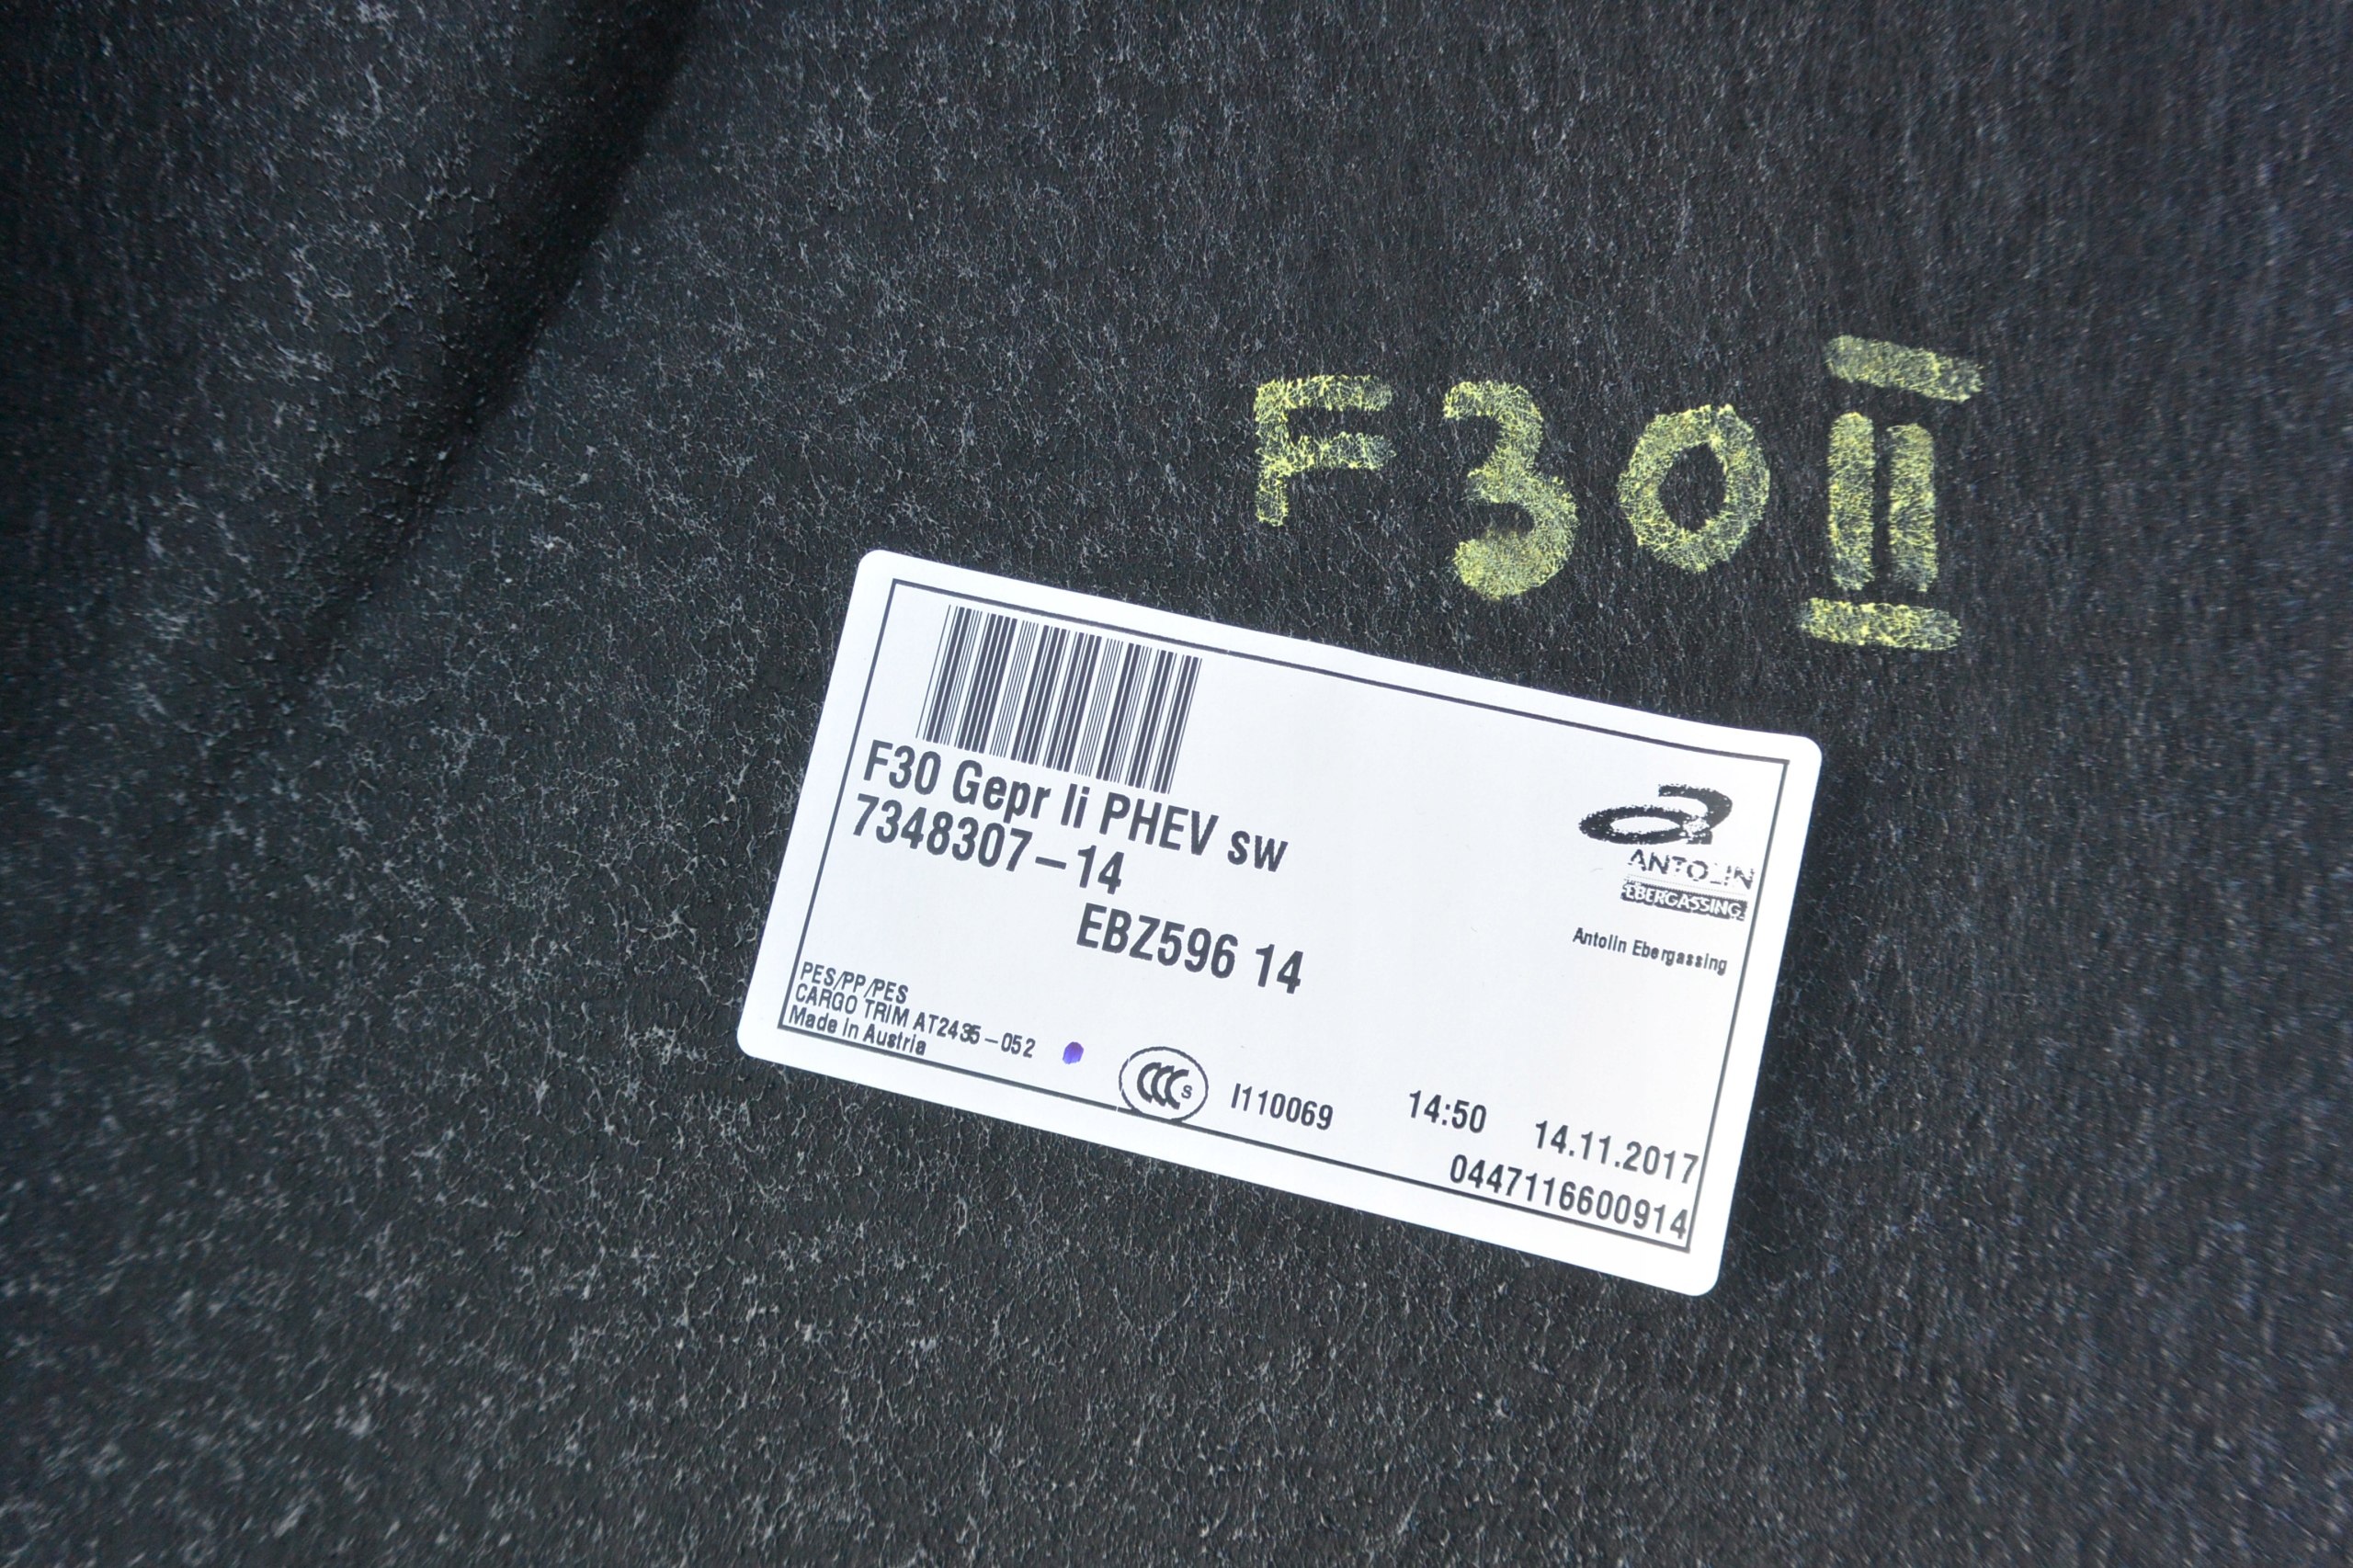 F30 II
F30 Gepr li PHEV sw
7348307-14
EBZ596 14
ANTOLIN
EBERGASSING
Antolin Ebergassing
PES/PP/PES
CARGO TRIM AT2435-052
Made in Austria
CCC S I110069 14:50 14.11.2017
0447116600914